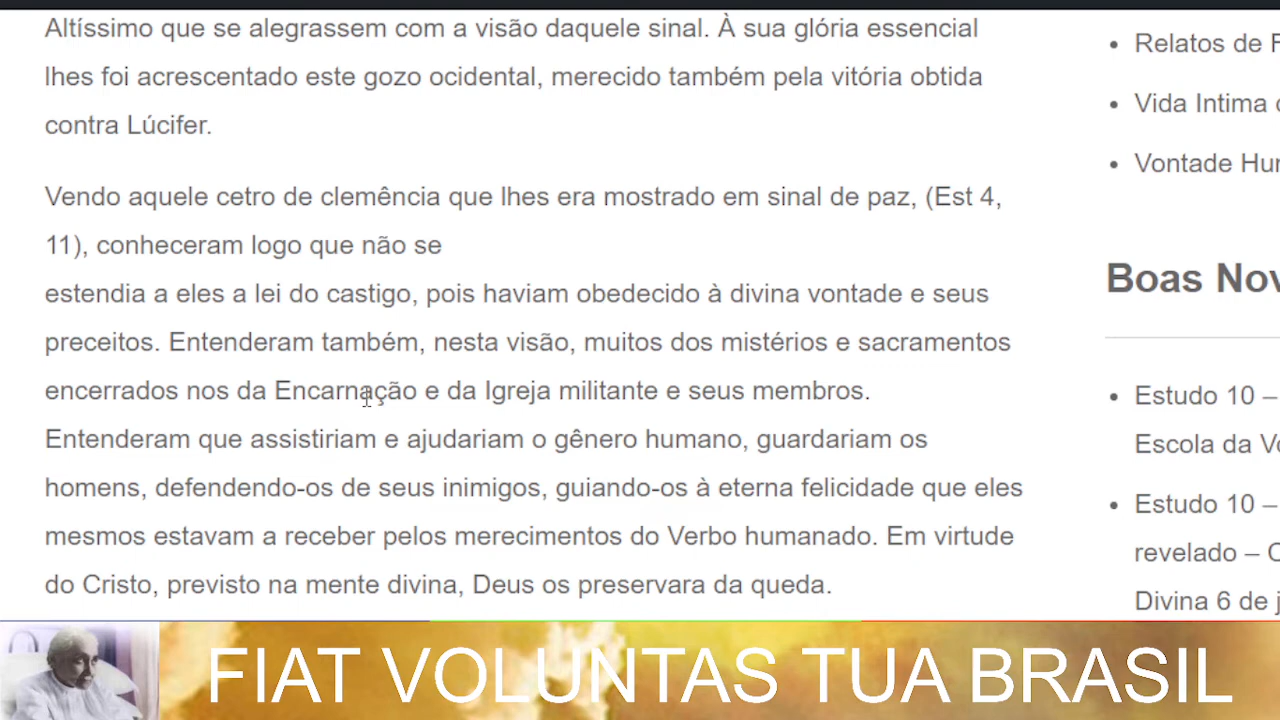 Altíssimo que se alegrassem com a visão daquele sinal. À sua glória essencial
lhes foi acrescentado este gozo ocidental, merecido também pela vitória obtida
contra Lúcifer.
Vendo aquele cetro de clemência que lhes era mostrado em sinal de paz, (Est 4,
11), conheceram logo que não se
estendia a eles a lei do castigo, pois haviam obedecido à divina vontade e seus
preceitos. Entenderam também, nesta visão, muitos dos mistérios e sacramentos
encerrados nos da Encarnação e da Igreja militante e seus membros.
Entenderam que assistiriam e ajudariam o gênero humano, guardariam os
homens, defendendo-os de seus inimigos, guiando-os à eterna felicidade que eles
mesmos estavam a receber pelos merecimentos do Verbo humanado. Em virtude
do Cristo, previsto na mente divina, Deus os preservara da queda.
Relatos de
Vida Intima
Vontade
Boas
Estudo 10 –
Escola da
Estudo 10 –
revelado –
Divina 6 de
FIAT VOLUNTAS TUA BRASIL